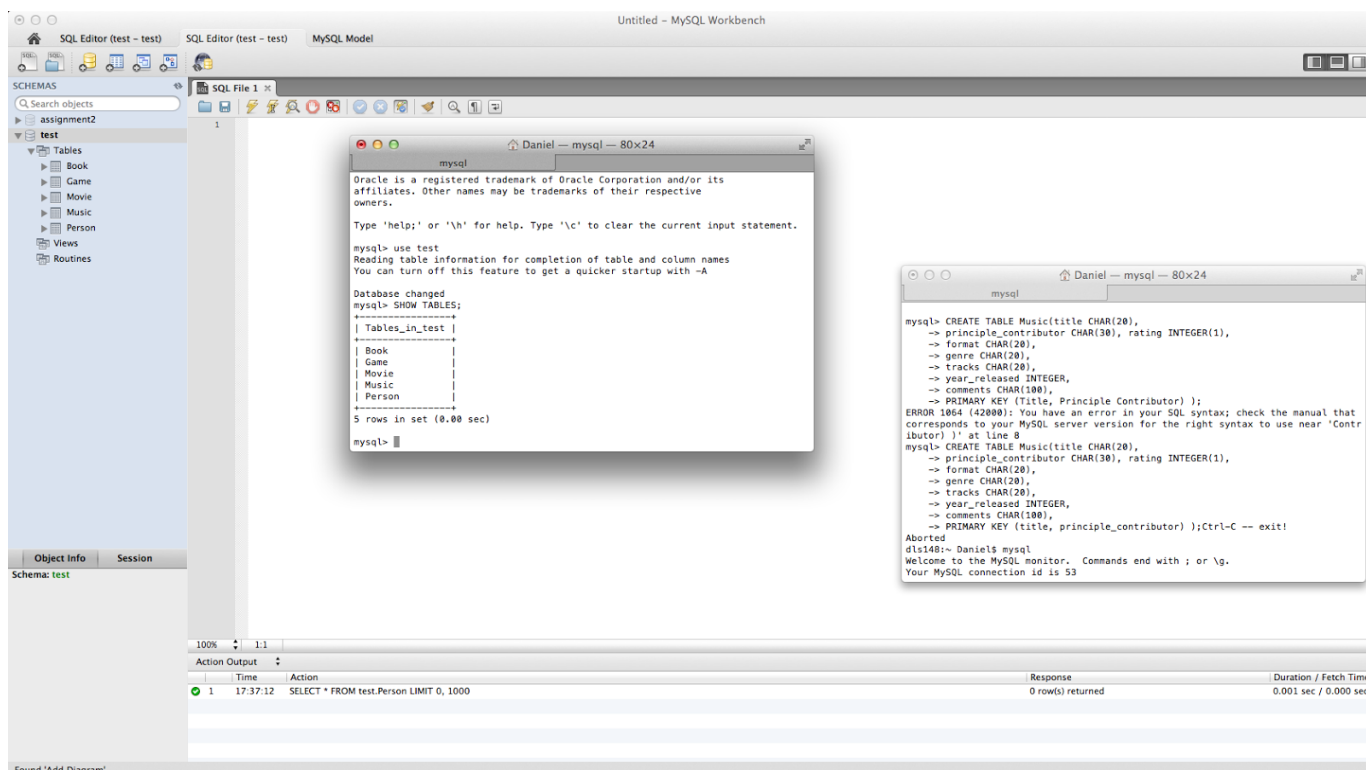 Untitled – MySQL Workbench
SQL Editor (test – test) SQL Editor (test – test) MySQL Model
SCHEMAS
SQL File 1
Search objects
assignment2
test
Tables
Book
Game
Movie
Music
Person
Views
Routines
1
Daniel — mysql — 80×24
mysql
Oracle is a registered trademark of Oracle Corporation and/or its
affiliates. Other names may be trademarks of their respective
owners.
Type 'help;' or '\h' for help. Type '\c' to clear the current input statement.
mysql> use test
Reading table information for completion of table and column names
You can turn off this feature to get a quicker startup with -A
Database changed
mysql> SHOW TABLES;
+----------------+
| Tables_in_test |
+----------------+
| Book |
| Game |
| Movie |
| Music |
| Person |
+----------------+
5 rows in set (0.00 sec)
mysql>
Daniel — mysql — 80×24
mysql
mysql> CREATE TABLE Music(title CHAR(20),
-> principle_contributor CHAR(30), rating INTEGER(1),
-> format CHAR(20),
-> genre CHAR(20),
-> tracks CHAR(20),
-> year_released INTEGER,
-> comments CHAR(100),
-> PRIMARY KEY (Title, Principle Contributor) );
ERROR 1064 (42000): You have an error in your SQL syntax; check the manual that
corresponds to your MySQL server version for the right syntax to use near 'Contr
ibutor) )' at line 8
mysql> CREATE TABLE Music(title CHAR(20),
-> principle_contributor CHAR(30), rating INTEGER(1),
-> format CHAR(20),
-> genre CHAR(20),
-> tracks CHAR(20),
-> year_released INTEGER,
-> comments CHAR(100),
-> PRIMARY KEY (title, principle_contributor) );Ctrl-C -- exit!
Aborted
dls148:~ Daniel$ mysql
Welcome to the MySQL monitor. Commands end with ; or \g.
Your MySQL connection id is 53
Object Info Session
Schema: test
100% 1:1
Action Output
Time Action Response Duration / Fetch Time
1 17:37:12 SELECT * FROM test.Person LIMIT 0, 1000 0 row(s) returned 0.001 sec / 0.000 sec
Found 'Add Diagram'